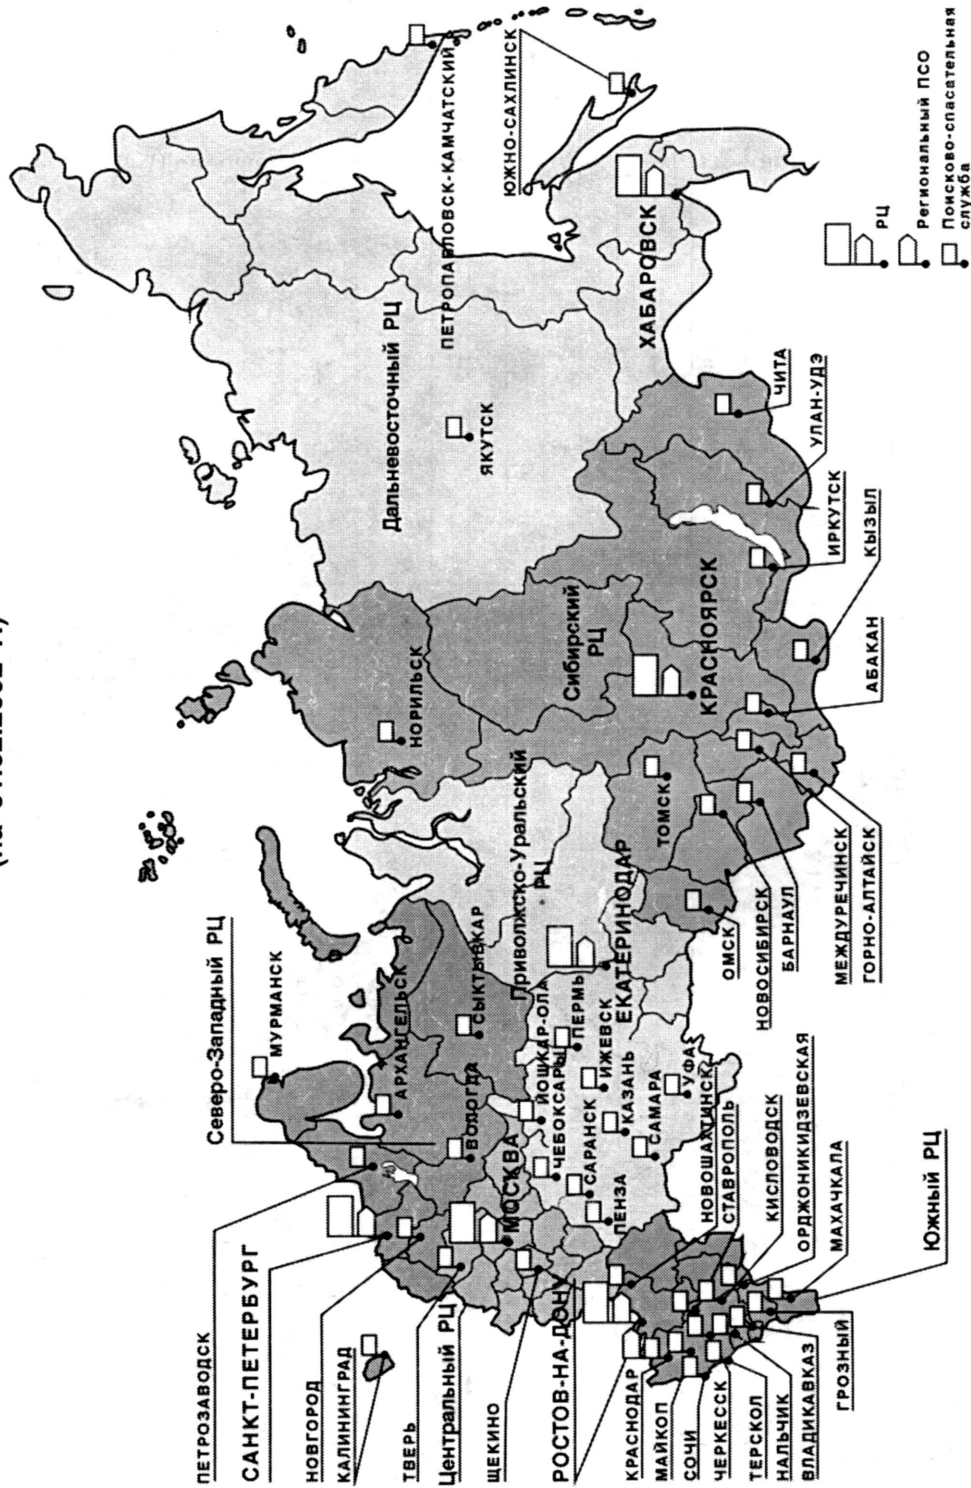 ПЕТРОЗАВОДСК
САНКТ-ПЕТЕРБУРГ
НОВГОРОД
КАЛИНИНГРАД
ТВЕРЬ
Центральный РЦ
ЩЕКИНО
РОСТОВ-НА-ДОНУ
КРАСНОДАР
МАЙКОП
СОЧИ
ЧЕРКЕССК
ТЕРСКОЛ
НАЛЬЧИК
ВЛАДИКАВКАЗ
ГРОЗНЫЙ
Северо-Западный РЦ
МУРМАНСК
АРХАНГЕЛЬСК
ВОЛОГДА
СЫКТЫВКАР
МОСКВА
Приволжско-Уральский
РЦ
ЙОШКАР-ОЛА
ЧЕБОКСАРЫ
ПЕРМЬ
САРАНСК
ИЖЕВСК
ПЕНЗА
КАЗАНЬ
ЕКАТЕРИНОДАР
САМАРА
УФА
НОВОШАХТИНСК
СТАВРОПОЛЬ
КИСЛОВОДСК
ОРДЖОНИКИДЗЕВСКАЯ
МАХАЧКАЛА
Южный РЦ
НОРИЛЬСК
Сибирский
РЦ
ТОМСК
КРАСНОЯРСК
ОМСК
НОВОСИБИРСК
БАРНАУЛ
МЕЖДУРЕЧИНСК
ГОРНО-АЛТАЙСК
АБАКАН
КЫЗЫЛ
ИРКУТСК
УЛАН-УДЭ
ЧИТА
Дальневосточный РЦ
ЯКУТСК
ПЕТРОПАВЛОВСК-КАМЧАТСКИЙ
ЮЖНО-САХЛИНСК
ХАБАРОВСК
РЦ
Региональный ПСО
Поисково-спасательная
служба